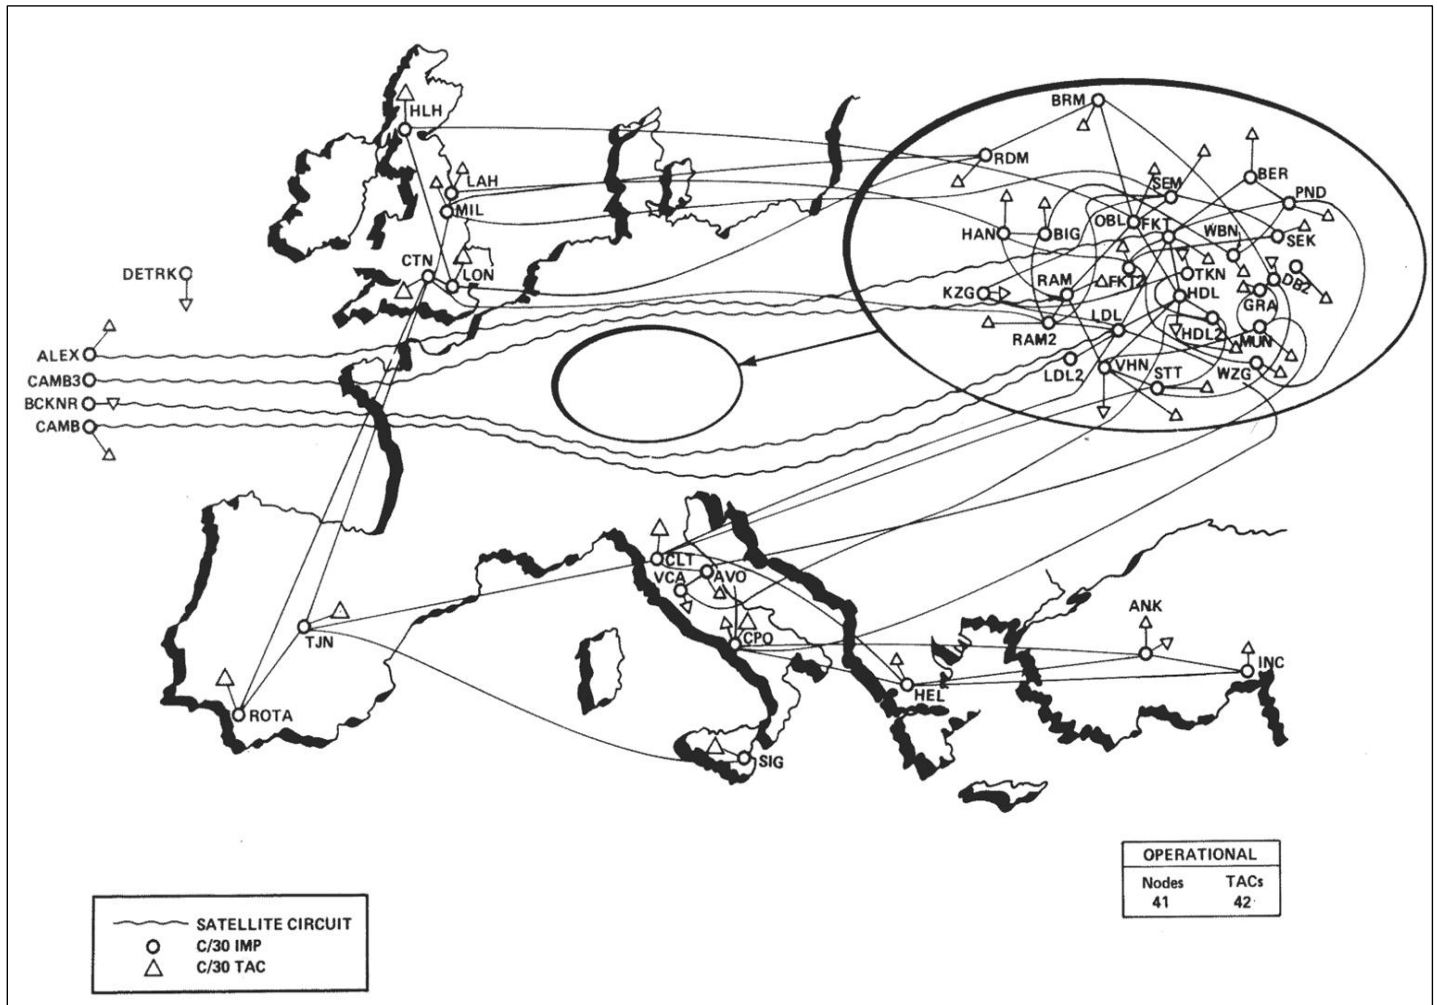 BRM
HLH
RDM
BER
SEM
PND
LAH
MIL
OBL
FKT
WBN
HAN
BIG
SEK
CTN
LON
DETRK
RAM
FKT2
TKN
DB2
KZG
HDL
GRA
LDL
HDL2
RAM2
MUN
ALEX
LDL2
VHN
STT
WZG
CAMB3
BCKNR
CAMB
CLT
VCA
AVO
ANK
TJN
CPO
INC
HEL
ROTA
SIG
OPERATIONAL
Nodes TACs
41 42
SATELLITE CIRCUIT
C/30 IMP
C/30 TAC